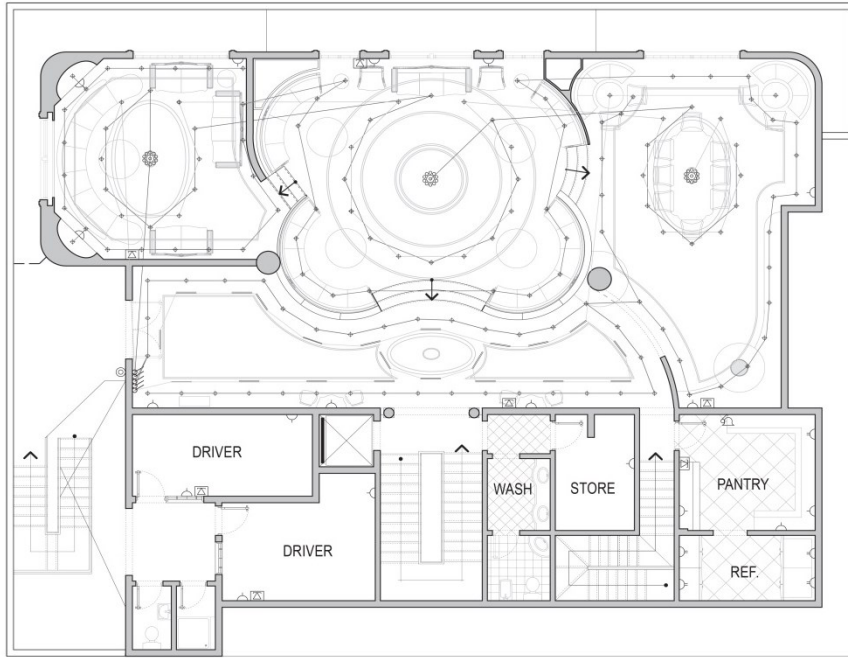 DRIVER
WASH
STORE
PANTRY
DRIVER
REF.